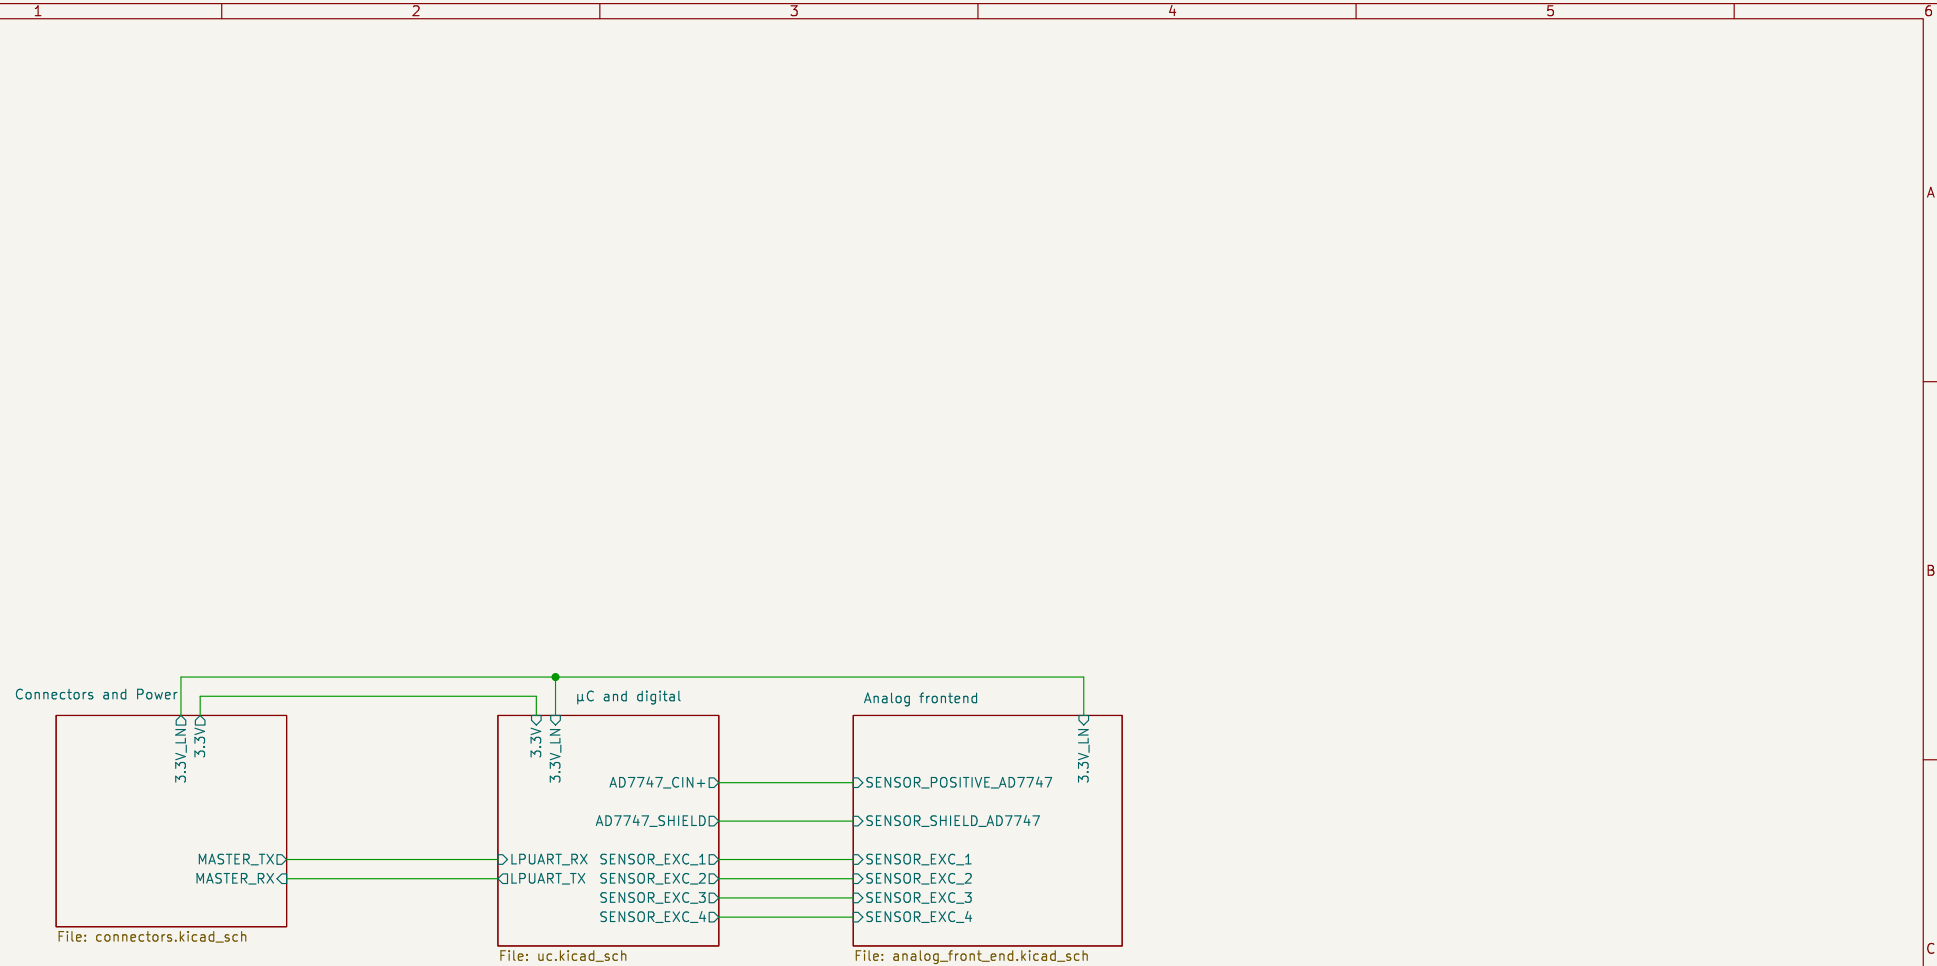 1 2 3 4 5 6
A
B
Connectors and Power
µC and digital
Analog frontend
3.3V_LN
3.3V
3.3V
3.3V_LN
3.3V_LN
AD7747_CIN+
SENSOR_POSITIVE_AD7747
AD7747_SHIELD
SENSOR_SHIELD_AD7747
MASTER_TX
LPUART_RX
SENSOR_EXC_1
SENSOR_EXC_1
MASTER_RX
LPUART_TX
SENSOR_EXC_2
SENSOR_EXC_2
SENSOR_EXC_3
SENSOR_EXC_3
SENSOR_EXC_4
SENSOR_EXC_4
File: connectors.kicad_sch
File: uc.kicad_sch
File: analog_front_end.kicad_sch
C